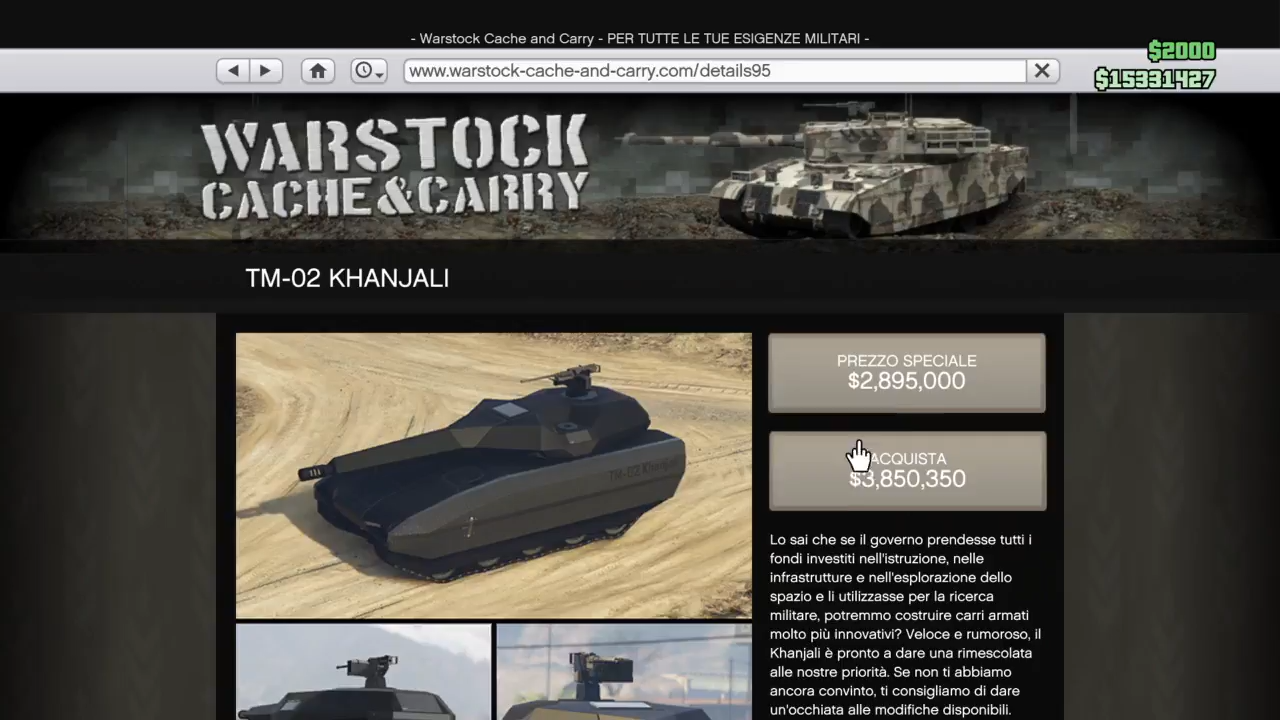 - Warstock Cache and Carry - PER TUTTE LE TUE ESIGENZE MILITARI -
$2000
www.warstock-cache-and-carry.com/details95
$15331427
WARSTOCK
CACHE&CARRY
TM-02 KHANJALI
TM-02 Khanjali
PREZZO SPECIALE
$2,895,000
ACQUISTA
$3,850,350
Lo sai che se il governo prendesse tutti i
fondi investiti nell'istruzione, nelle
infrastrutture e nell'esplorazione dello
spazio e li utilizzasse per la ricerca
militare, potremmo costruire carri armati
molto più innovativi? Veloce e rumoroso, il
Khanjali è pronto a dare una rimescolata
alle nostre priorità. Se non ti abbiamo
ancora convinto, ti consigliamo di dare
un'occhiata alle modifiche disponibili.